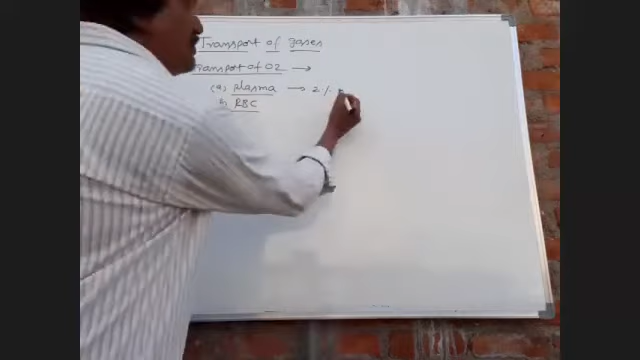 Transport of gases
Transport of O2 →
(a) Plasma → 2%
b) RBC